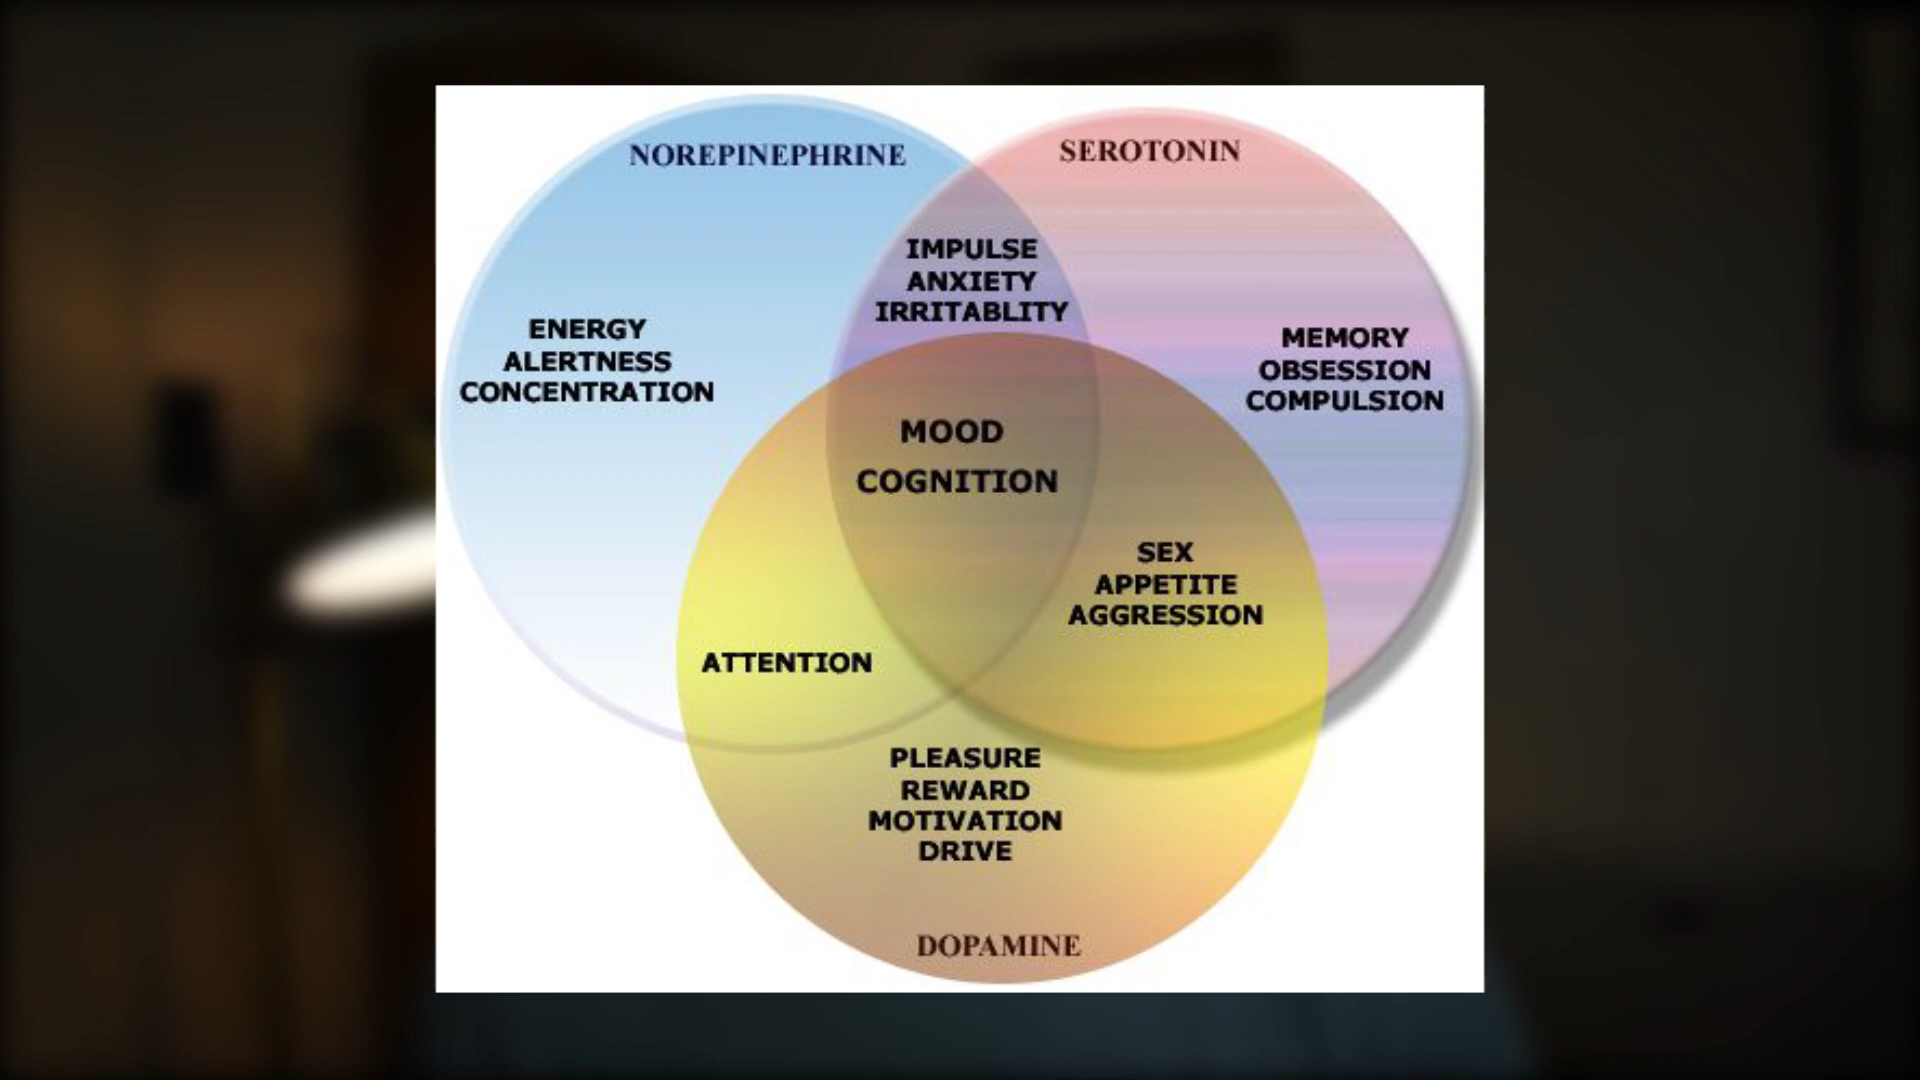 NOREPINEPHRINE
SEROTONIN
IMPULSE
ANXIETY
IRRITABLITY
ENERGY
ALERTNESS
CONCENTRATION
MEMORY
OBSESSION
COMPULSION
MOOD
COGNITION
SEX
APPETITE
AGGRESSION
ATTENTION
PLEASURE
REWARD
MOTIVATION
DRIVE
DOPAMINE